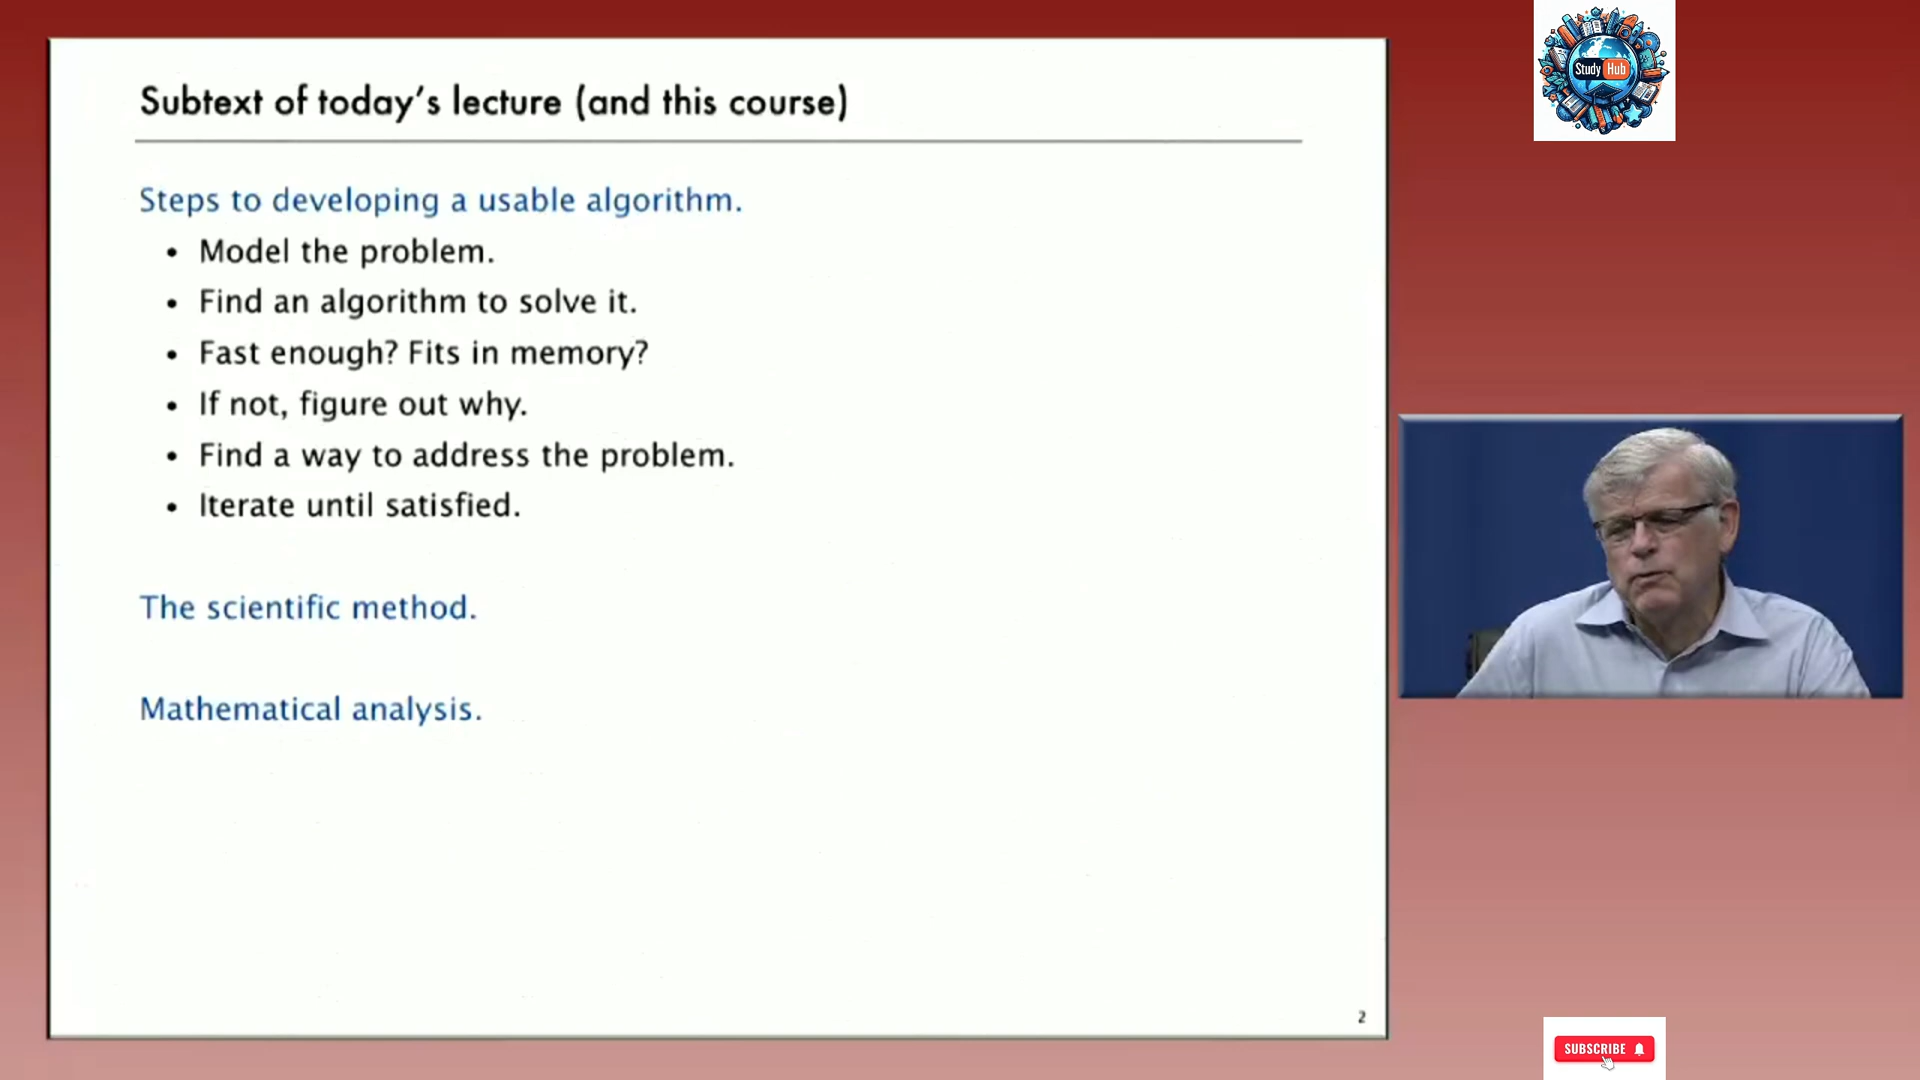 Subtext of today's lecture (and this course)
Steps to developing a usable algorithm.
• Model the problem.
• Find an algorithm to solve it.
• Fast enough? Fits in memory?
• If not, figure out why.
• Find a way to address the problem.
• Iterate until satisfied.
The scientific method.
Mathematical analysis.
2
Study Hub
SUBSCRIBE